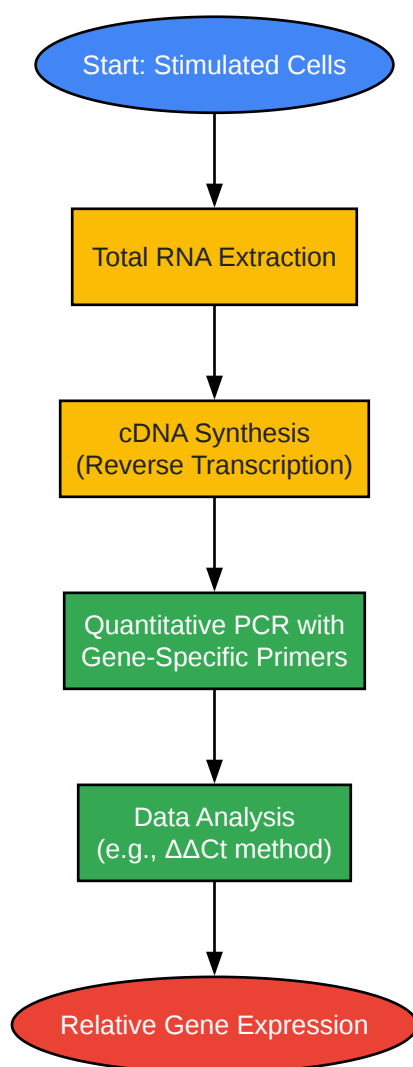 Start: Stimulated Cells
Total RNA Extraction
cDNA Synthesis
(Reverse Transcription)
Quantitative PCR with
Gene-Specific Primers
Data Analysis
(e.g., ΔΔCt method)
Relative Gene Expression